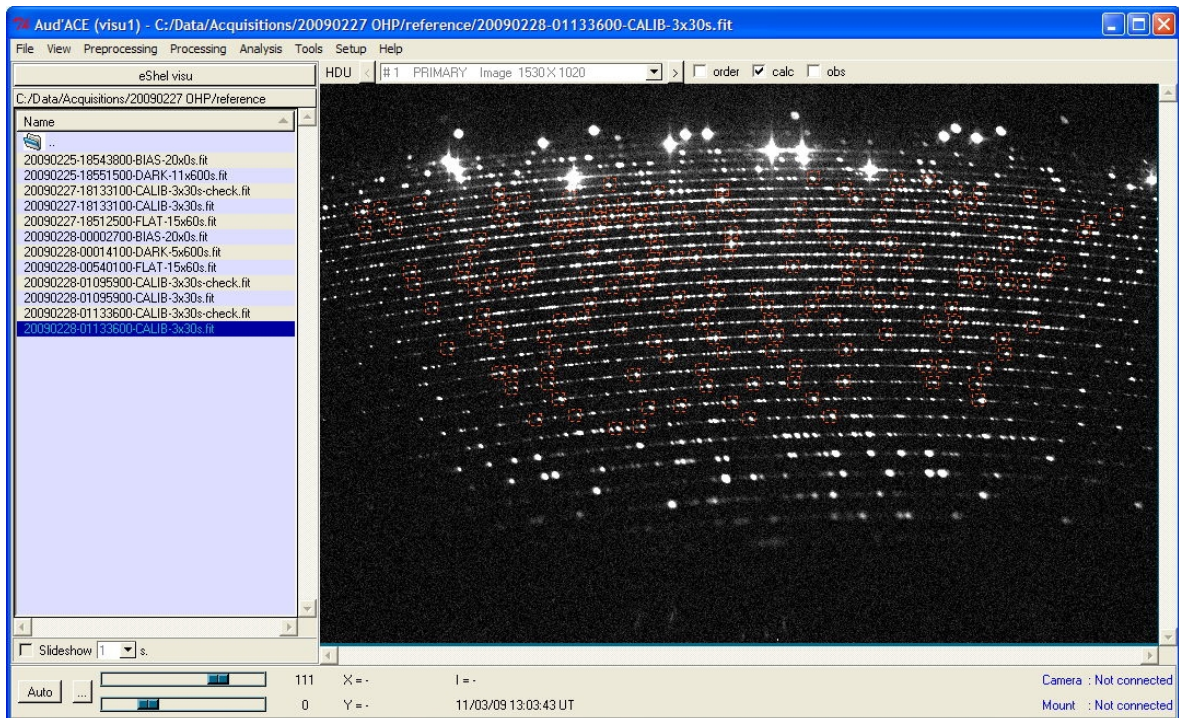 Aud'ACE (visu1) - C:/Data/Acquisitions/20090227 OHP/reference/20090228-01133600-CALIB-3x30s.fit
File View Preprocessing Processing Analysis Tools Setup Help
eShel visu
HDU < #1 PRIMARY Image 1530 X 1020 > order calc obs
C:/Data/Acquisitions/20090227 OHP/reference
Name
..
20090225-18543800-BIAS-20x0s.fit
20090225-18551500-DARK-11x600s.fit
20090227-18133100-CALIB-3x30s-check.fit
20090227-18133100-CALIB-3x30s.fit
20090227-18512500-FLAT-15x60s.fit
20090228-00002700-BIAS-20x0s.fit
20090228-00014100-DARK-5x600s.fit
20090228-00540100-FLAT-15x60s.fit
20090228-01095900-CALIB-3x30s-check.fit
20090228-01095900-CALIB-3x30s.fit
20090228-01133600-CALIB-3x30s-check.fit
20090228-01133600-CALIB-3x30s.fit
Slideshow 1 s.
Auto ... 111 X = - I = - Camera : Not connected
0 Y = - 11/03/09 13:03:43 UT Mount : Not connected